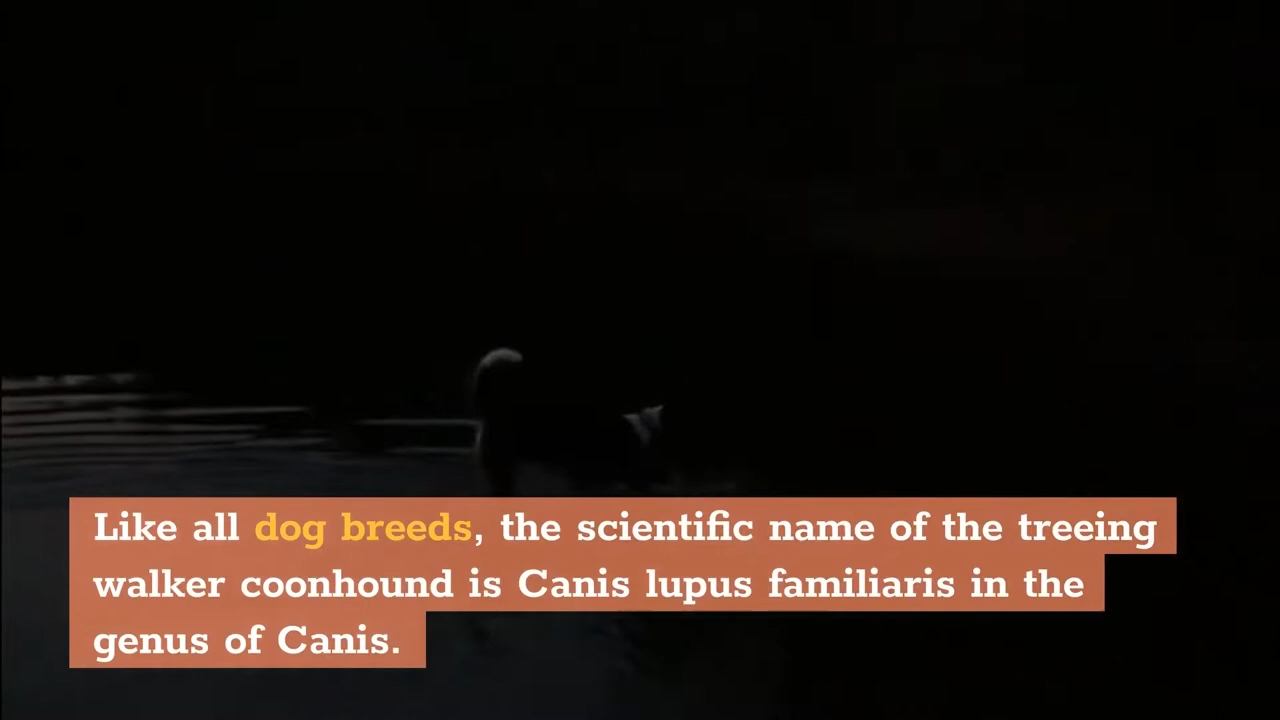 Like all dog breeds, the scientific name of the treeing
walker coonhound is Canis lupus familiaris in the
genus of Canis.